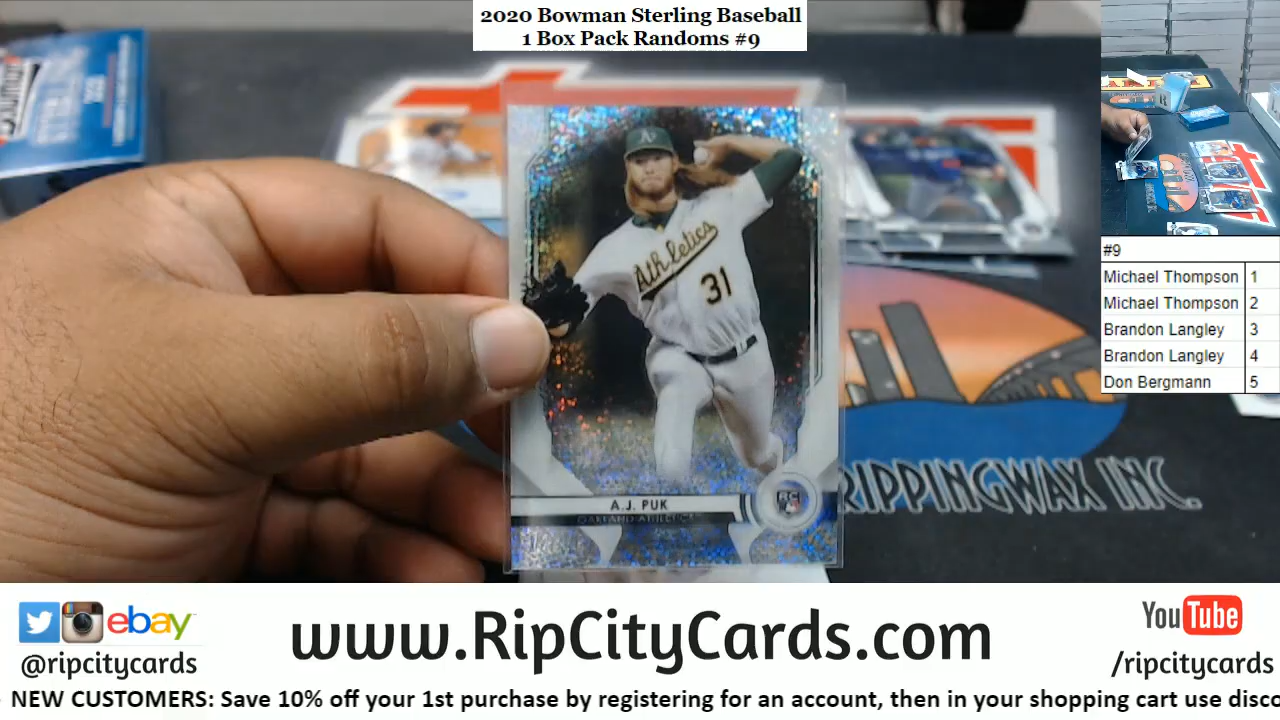 2020 Bowman Sterling Baseball
1 Box Pack Randoms #9
Athletics
31
A.J. PUK
OAKLAND ATHLETICS
RC
RIPPINGWAX INC.
#9
Michael Thompson 1
Michael Thompson 2
Brandon Langley 3
Brandon Langley 4
Don Bergmann 5
ebay
@ripcitycards
www.RipCityCards.com
YouTube
/ripcitycards
NEW CUSTOMERS: Save 10% off your 1st purchase by registering for an account, then in your shopping cart use disco